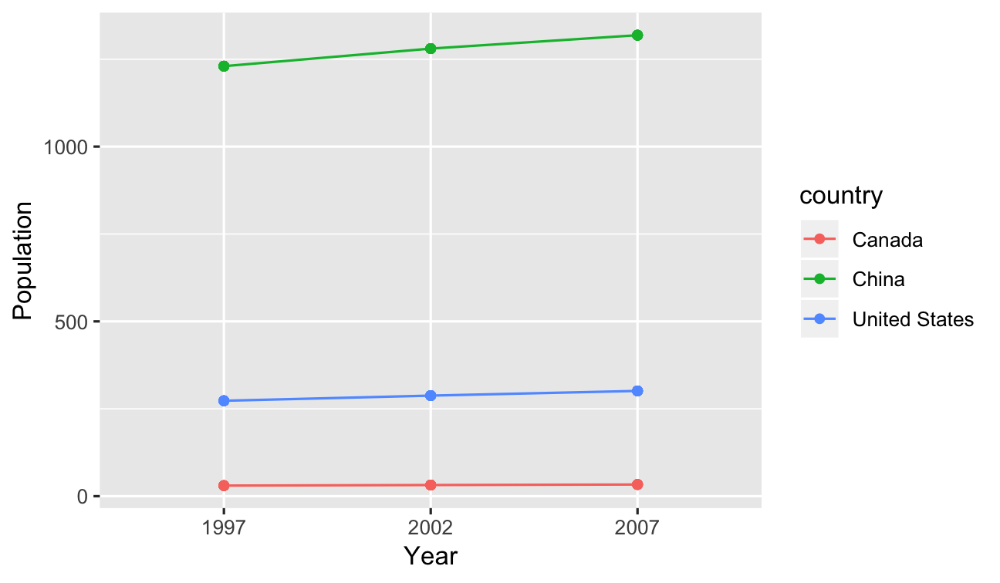 Population
1000
500
0
1997 2002 2007
Year
country
Canada
China
United States